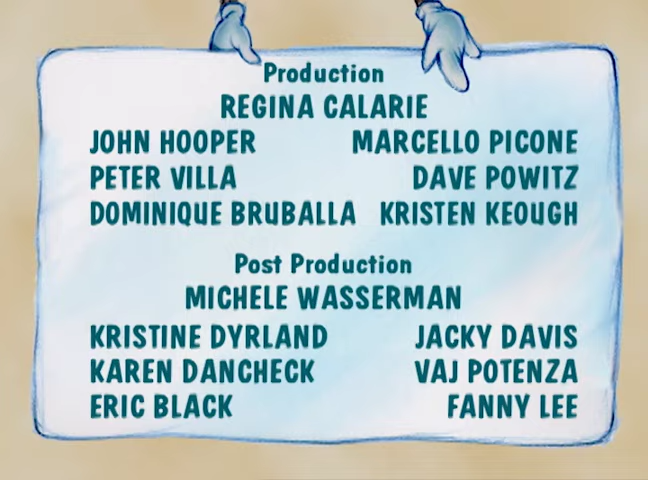 Production
REGINA CALARIE
JOHN HOOPER MARCELLO PICONE
PETER VILLA DAVE POWITZ
DOMINIQUE BRUBALLA KRISTEN KEOUGH
Post Production
MICHELE WASSERMAN
KRISTINE DYRLAND JACKY DAVIS
KAREN DANCHECK VAJ POTENZA
ERIC BLACK FANNY LEE